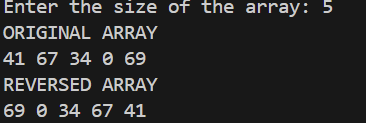 Enter the size of the array: 5
ORIGINAL ARRAY
41 67 34 0 69
REVERSED ARRAY
69 0 34 67 41